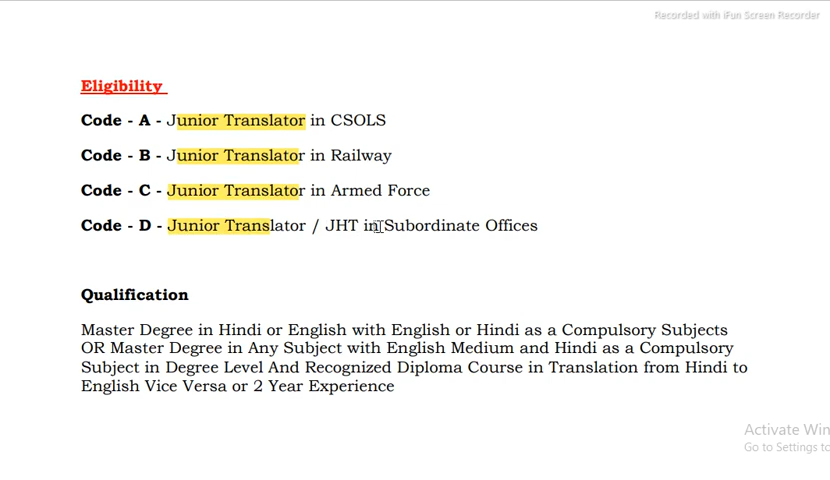 Recorded with iFun Screen Recorder
Eligibility
Code - A - Junior Translator in CSOLS
Code - B - Junior Translator in Railway
Code - C - Junior Translator in Armed Force
Code - D - Junior Translator / JHT in Subordinate Offices
Qualification
Master Degree in Hindi or English with English or Hindi as a Compulsory Subjects
OR Master Degree in Any Subject with English Medium and Hindi as a Compulsory
Subject in Degree Level And Recognized Diploma Course in Translation from Hindi to
English Vice Versa or 2 Year Experience
Activate Win
Go to Settings to